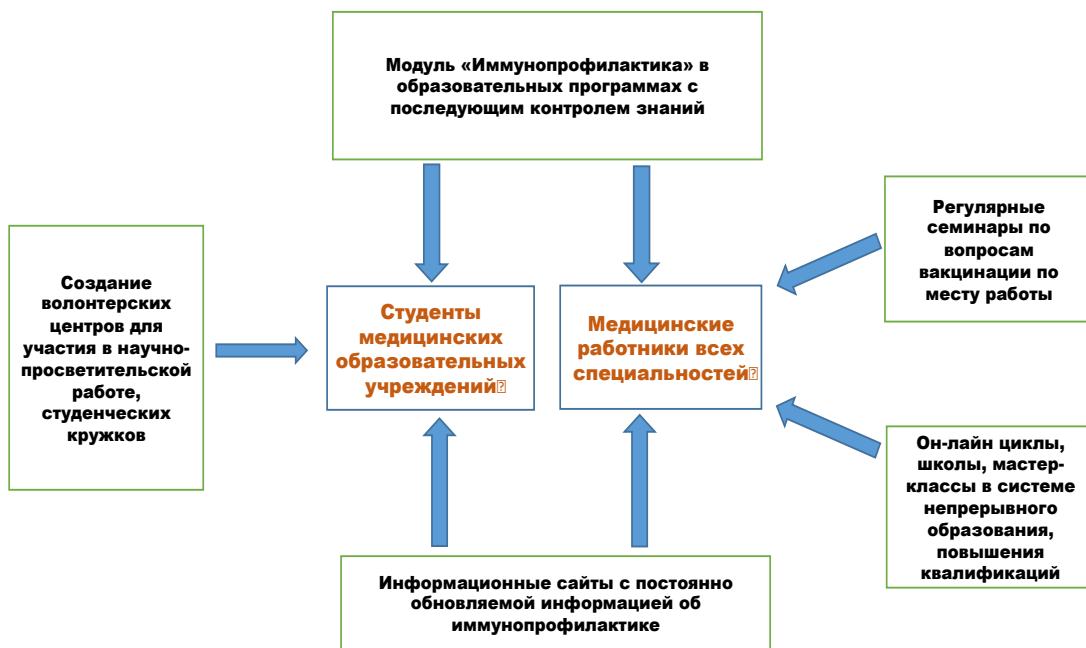 Модуль «Иммунопрофилактика» в
образовательных программах с
последующим контролем знаний
Регулярные
семинары по
вопросам
вакцинации по
месту работы
Создание
волонтерских
центров для
участия в научно-
просветительской
работе,
студенческих
кружков
Студенты
медицинских
образовательных
учреждений
Медицинские
работники всех
специальностей
Он-лайн циклы,
школы, мастер-
классы в системе
непрерывного
образования,
повышения
квалификаций
Информационные сайты с постоянно
обновляемой информацией об
иммунопрофилактике